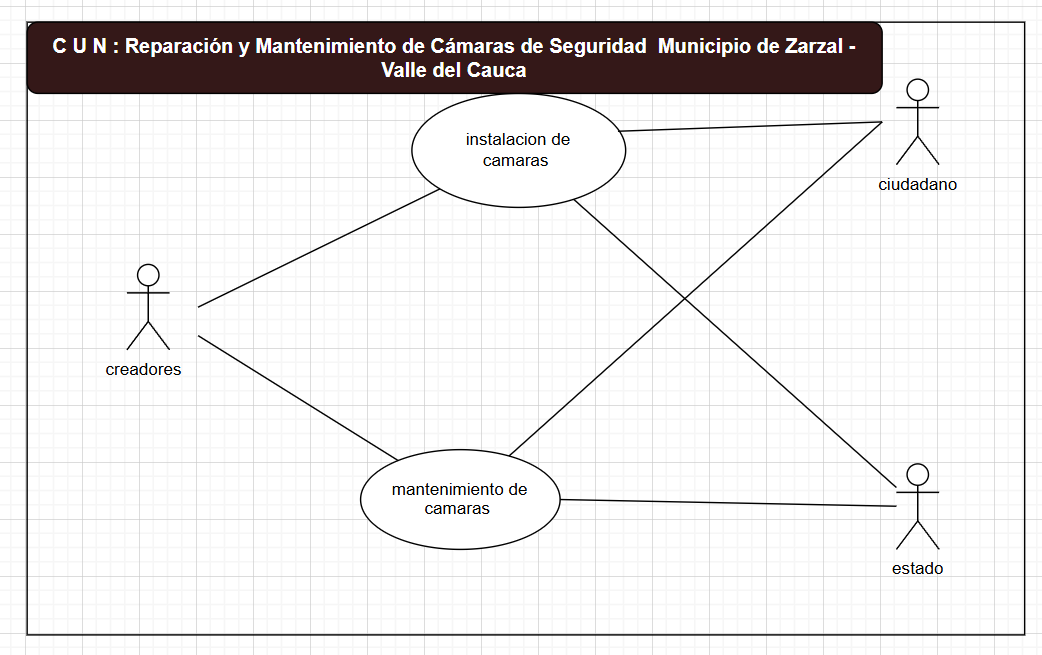 C U N : Reparación y Mantenimiento de Cámaras de Seguridad  Municipio de Zarzal -
Valle del Cauca
instalacion de
camaras
ciudadano
creadores
mantenimiento de
camaras
estado